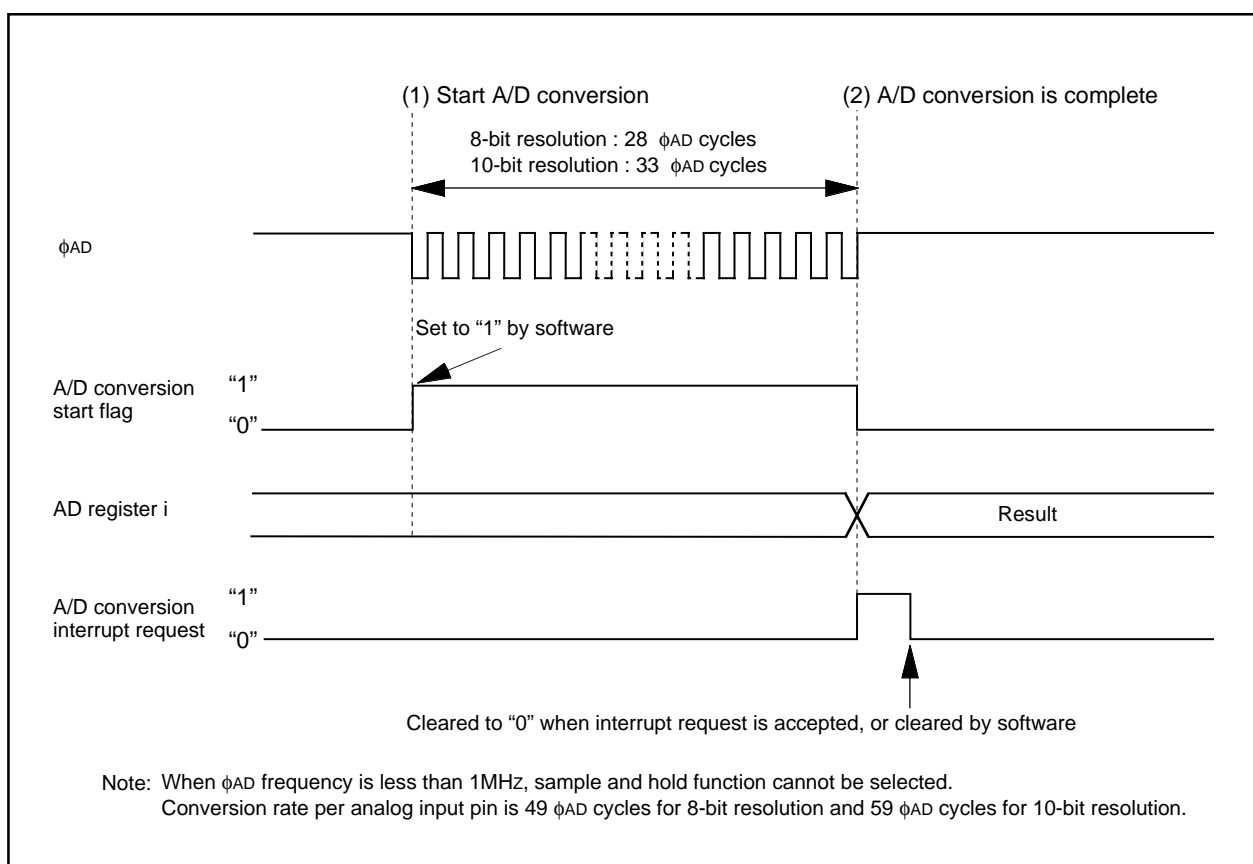 (1) Start A/D conversion
(2) A/D conversion is complete
8-bit resolution : 28 ϕAD cycles
10-bit resolution : 33 ϕAD cycles
ϕAD
Set to “1” by software
A/D conversion
start flag
“1”
“0”
AD register i
Result
A/D conversion
interrupt request
“1”
“0”
Cleared to “0” when interrupt request is accepted, or cleared by software
Note: When ϕAD frequency is less than 1MHZ, sample and hold function cannot be selected.
Conversion rate per analog input pin is 49 ϕAD cycles for 8-bit resolution and 59 ϕAD cycles for 10-bit resolution.